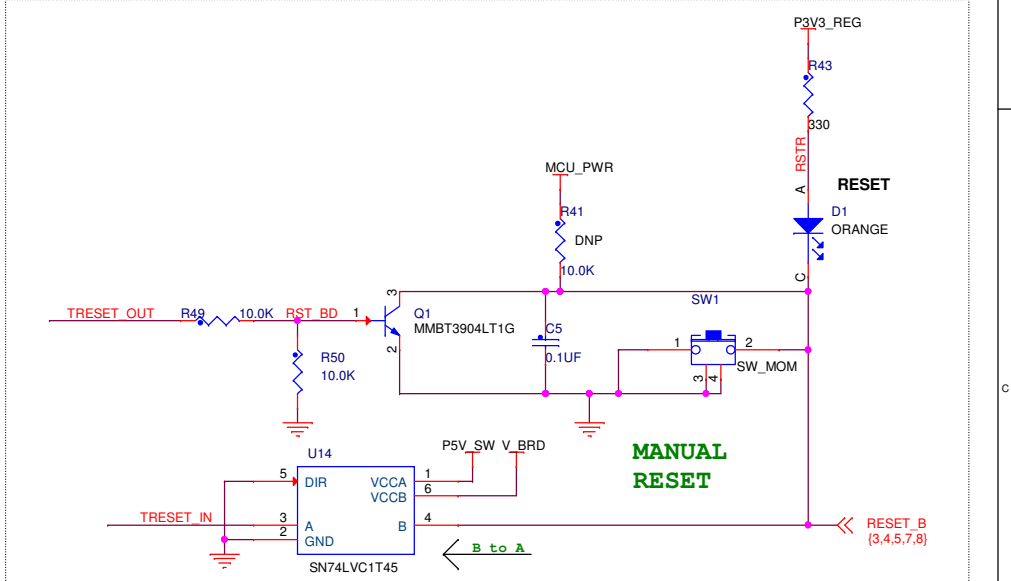 P3V3_REG
R43
330
RSTR
A
RESET
D1
ORANGE
C
MCU_PWR
R41
DNP
10.0K
SW1
TRESET_OUT
R49
10.0K
RST_BD
1
3
Q1
MMBT3904LT1G
2
C5
0.1UF
1
2
SW_MOM
3
4
R50
10.0K
C
U14
P5V_SW
V_BRD
MANUAL
RESET
5
DIR
VCCA
1
VCCB
6
TRESET_IN
3
A
B
4
2
GND
B to A
SN74LVC1T45
RESET_B
{3,4,5,7,8}